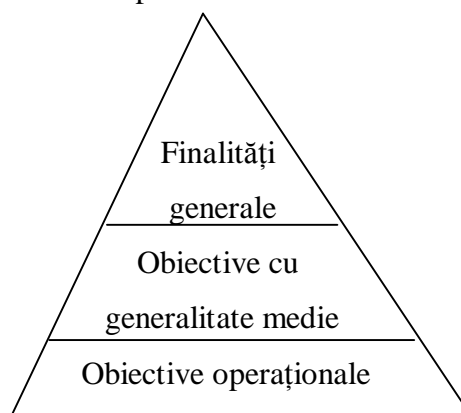 Finalități
generale
Obiective cu
generalitate medie
Obiective operaționale